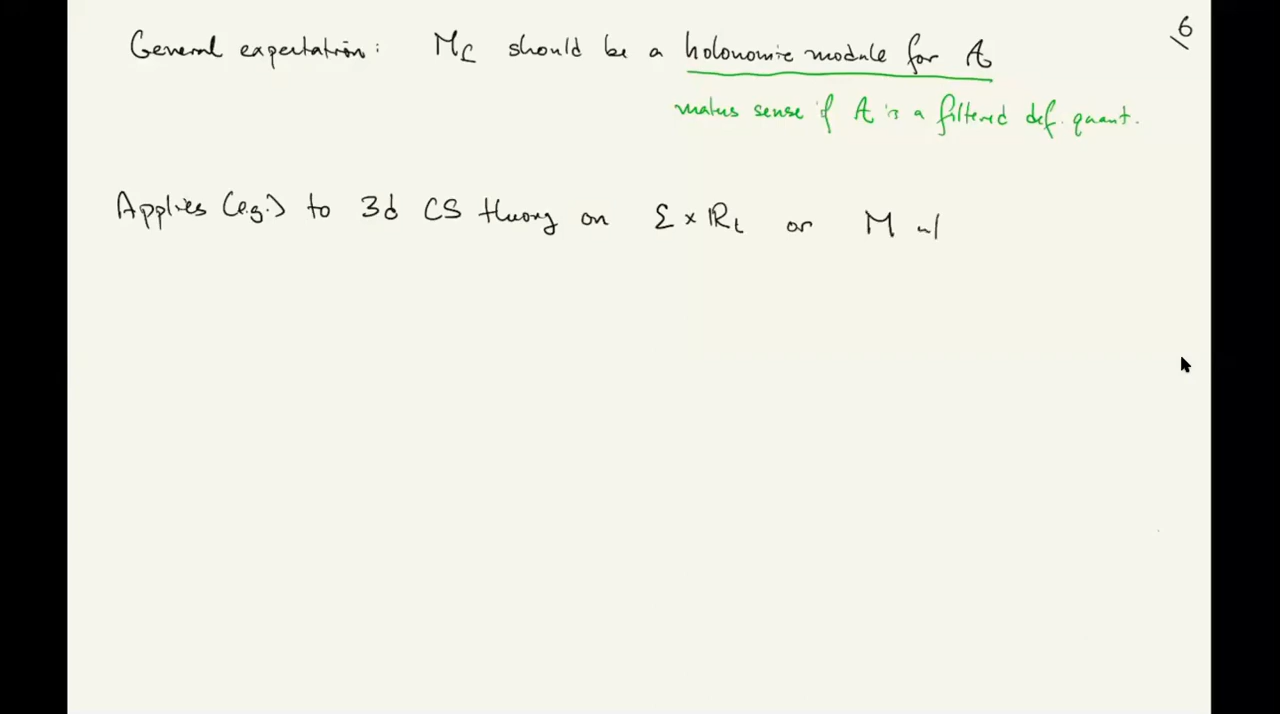 6
General expectation: M_L should be a holonomic module for A
makes sense if A is a filtered def. quant.
Applies (e.g.) to 3d CS theory on Σ × ℝ_t or M w/